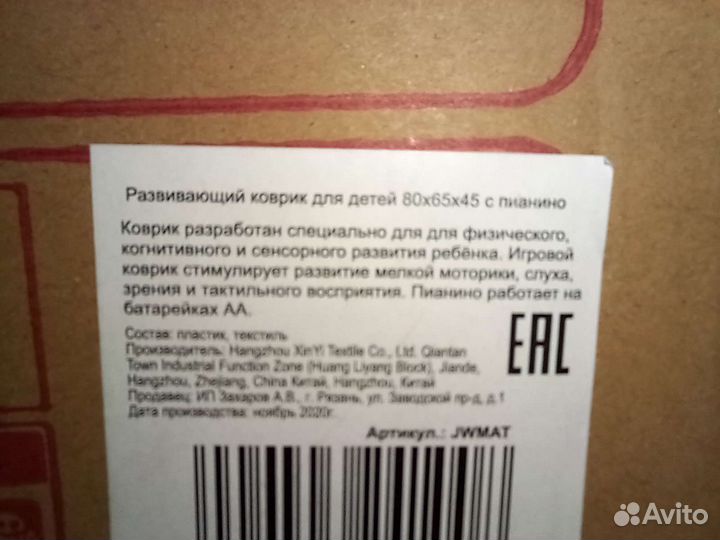 Развивающий коврик для детей 80х65х45 с пианино
Коврик разработан специально для для физического,
когнитивного и сенсорного развития ребёнка. Игровой
коврик стимулирует развитие мелкой моторики, слуха,
зрения и тактильного восприятия. Пианино работает на
батарейках АА.
Состав: пластик, текстиль
Производитель: Hangzhou XinYi Textile Co., Ltd. Qiantan
Town Industrial Function Zone (Huang Liyang Block), Jiande,
Hangzhou, Zhejiang, China Китай, Hangzhou, Китай
Продавец: ИП Захаров А.В., г. Рязань, ул. Заводской пр-д, д.1
Дата производства: ноябрь 2020г.
EAC
Артикул.: JWMAT
Avito